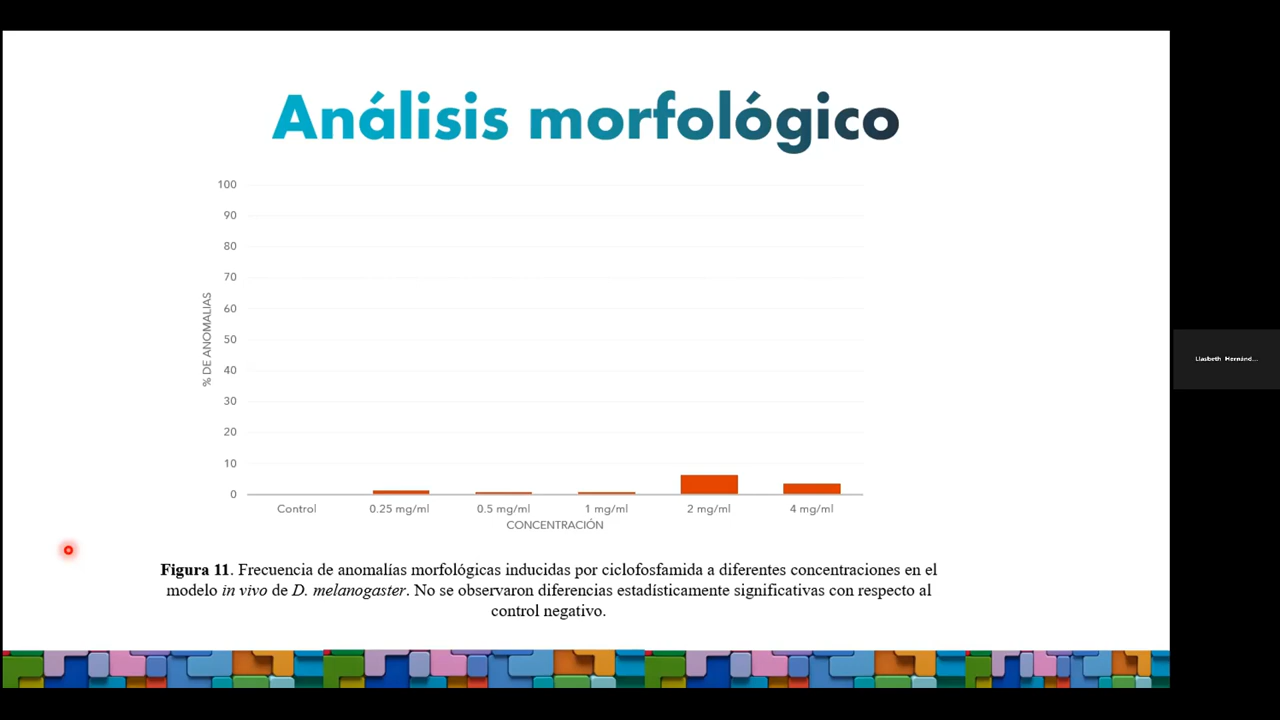 Análisis morfológico
100
90
80
70
60
50
40
30
20
10
0
% DE ANOMALIAS
Control
0.25 mg/ml
0.5 mg/ml
1 mg/ml
2 mg/ml
4 mg/ml
CONCENTRACIÓN
Figura 11. Frecuencia de anomalías morfológicas inducidas por ciclofosfamida a diferentes concentraciones en el
modelo in vivo de D. melanogaster. No se observaron diferencias estadísticamente significativas con respecto al
control negativo.
Liasbeth Hernánd...